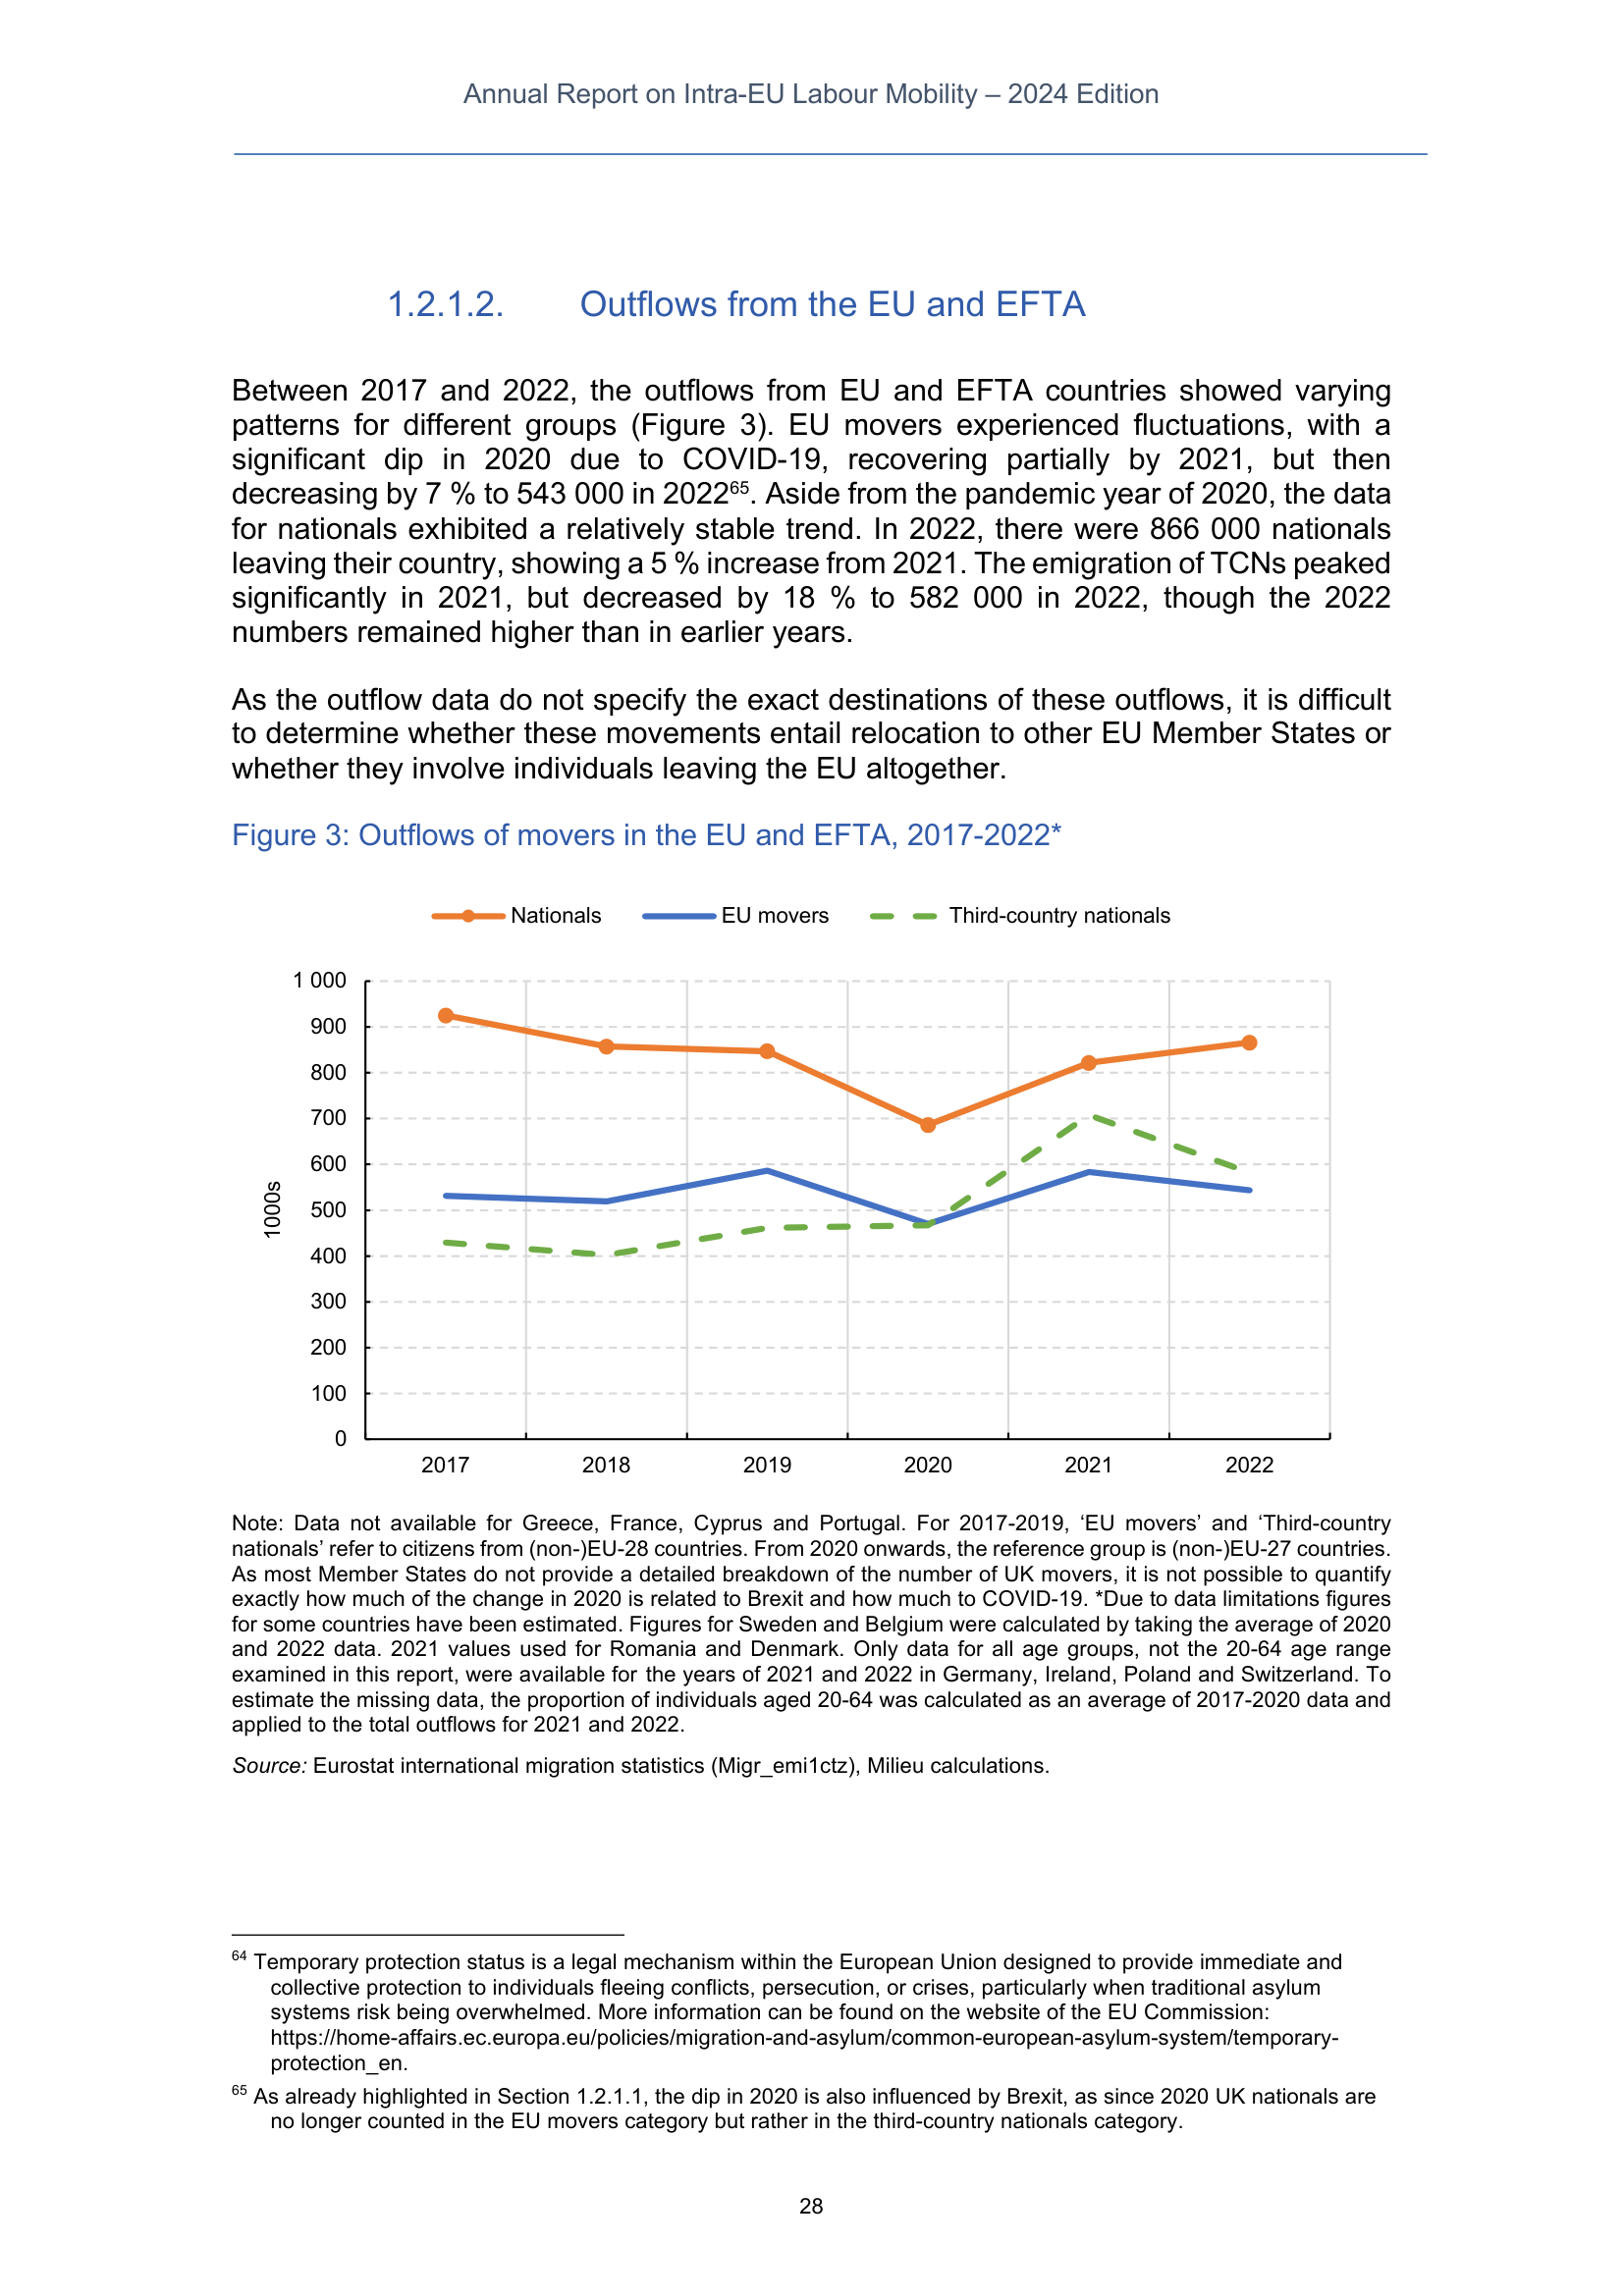 Annual Report on Intra-EU Labour Mobility – 2024 Edition
1.2.1.2. Outflows from the EU and EFTA
Between 2017 and 2022, the outflows from EU and EFTA countries showed varying
patterns for different groups (Figure 3). EU movers experienced fluctuations, with a
significant dip in 2020 due to COVID-19, recovering partially by 2021, but then
decreasing by 7 % to 543 000 in 2022⁶⁵. Aside from the pandemic year of 2020, the data
for nationals exhibited a relatively stable trend. In 2022, there were 866 000 nationals
leaving their country, showing a 5 % increase from 2021. The emigration of TCNs peaked
significantly in 2021, but decreased by 18 % to 582 000 in 2022, though the 2022
numbers remained higher than in earlier years.
As the outflow data do not specify the exact destinations of these outflows, it is difficult
to determine whether these movements entail relocation to other EU Member States or
whether they involve individuals leaving the EU altogether.
Figure 3: Outflows of movers in the EU and EFTA, 2017-2022*
Nationals EU movers Third-country nationals
1 000
900
800
700
600
500
400
300
200
100
0
1000s
2017 2018 2019 2020 2021 2022
Note: Data not available for Greece, France, Cyprus and Portugal. For 2017-2019, ‘EU movers’ and ‘Third-country
nationals’ refer to citizens from (non-)EU-28 countries. From 2020 onwards, the reference group is (non-)EU-27 countries.
As most Member States do not provide a detailed breakdown of the number of UK movers, it is not possible to quantify
exactly how much of the change in 2020 is related to Brexit and how much to COVID-19. *Due to data limitations figures
for some countries have been estimated. Figures for Sweden and Belgium were calculated by taking the average of 2020
and 2022 data. 2021 values used for Romania and Denmark. Only data for all age groups, not the 20-64 age range
examined in this report, were available for the years of 2021 and 2022 in Germany, Ireland, Poland and Switzerland. To
estimate the missing data, the proportion of individuals aged 20-64 was calculated as an average of 2017-2020 data and
applied to the total outflows for 2021 and 2022.
Source: Eurostat international migration statistics (Migr_emi1ctz), Milieu calculations.
⁶⁴ Temporary protection status is a legal mechanism within the European Union designed to provide immediate and
collective protection to individuals fleeing conflicts, persecution, or crises, particularly when traditional asylum
systems risk being overwhelmed. More information can be found on the website of the EU Commission:
https://home-affairs.ec.europa.eu/policies/migration-and-asylum/common-european-asylum-system/temporary-
protection_en.
⁶⁵ As already highlighted in Section 1.2.1.1, the dip in 2020 is also influenced by Brexit, as since 2020 UK nationals are
no longer counted in the EU movers category but rather in the third-country nationals category.
28